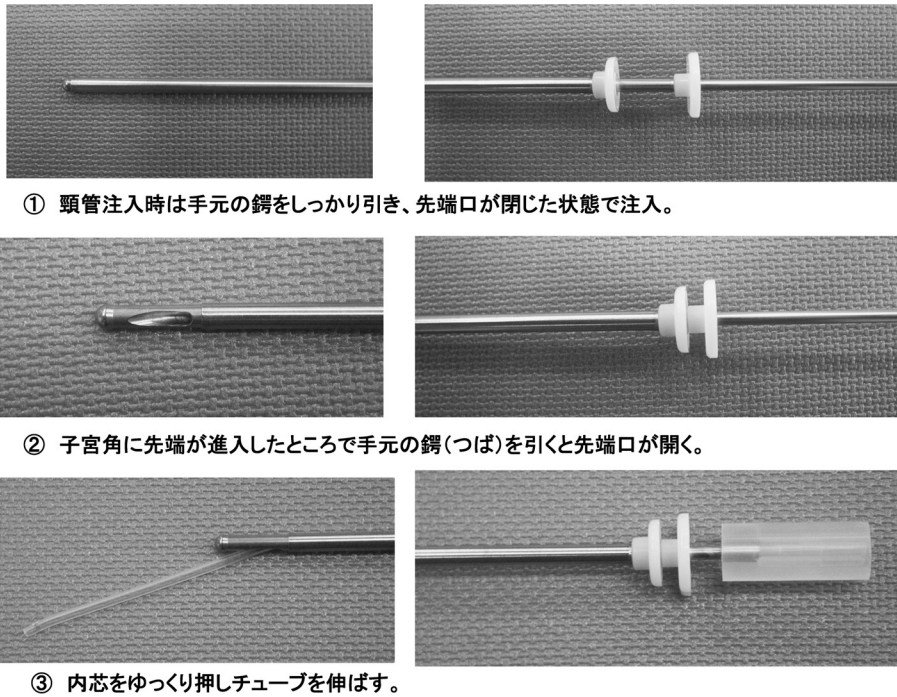 ① 頸管注入時は手元の鍔をしっかり引き、先端口が閉じた状態で注入。
② 子宮角に先端が進入したところで手元の鍔（つば）を引くと先端口が開く。
③ 内芯をゆっくり押しチューブを伸ばす。